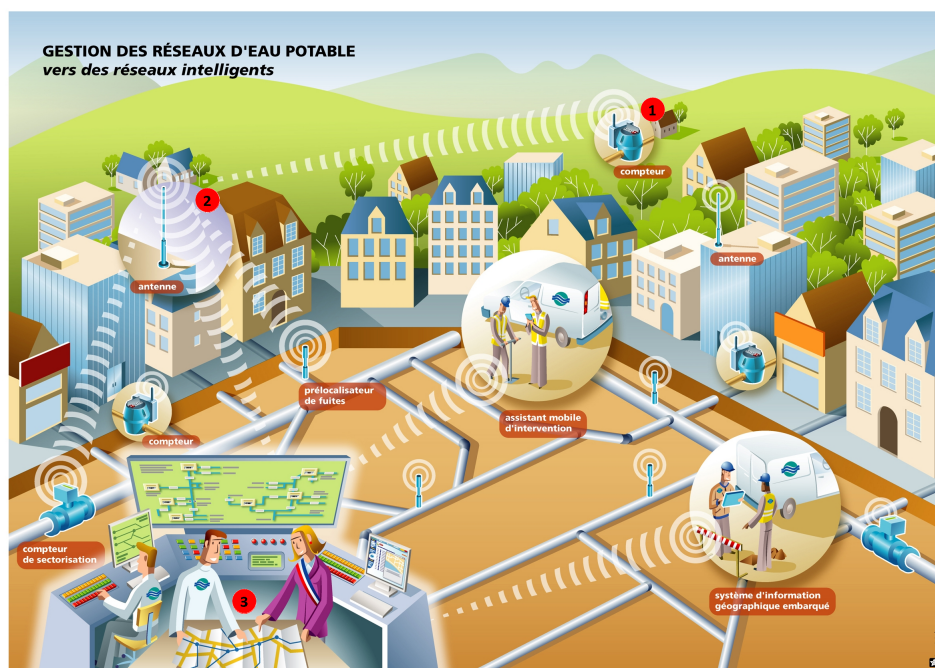 GESTION DES RÉSEAUX D'EAU POTABLE
vers des réseaux intelligents
1
compteur
2
antenne
antenne
prélocalisateur
de fuites
assistant mobile
d'intervention
compteur
compteur
de sectorisation
système d'information
géographique embarqué
3